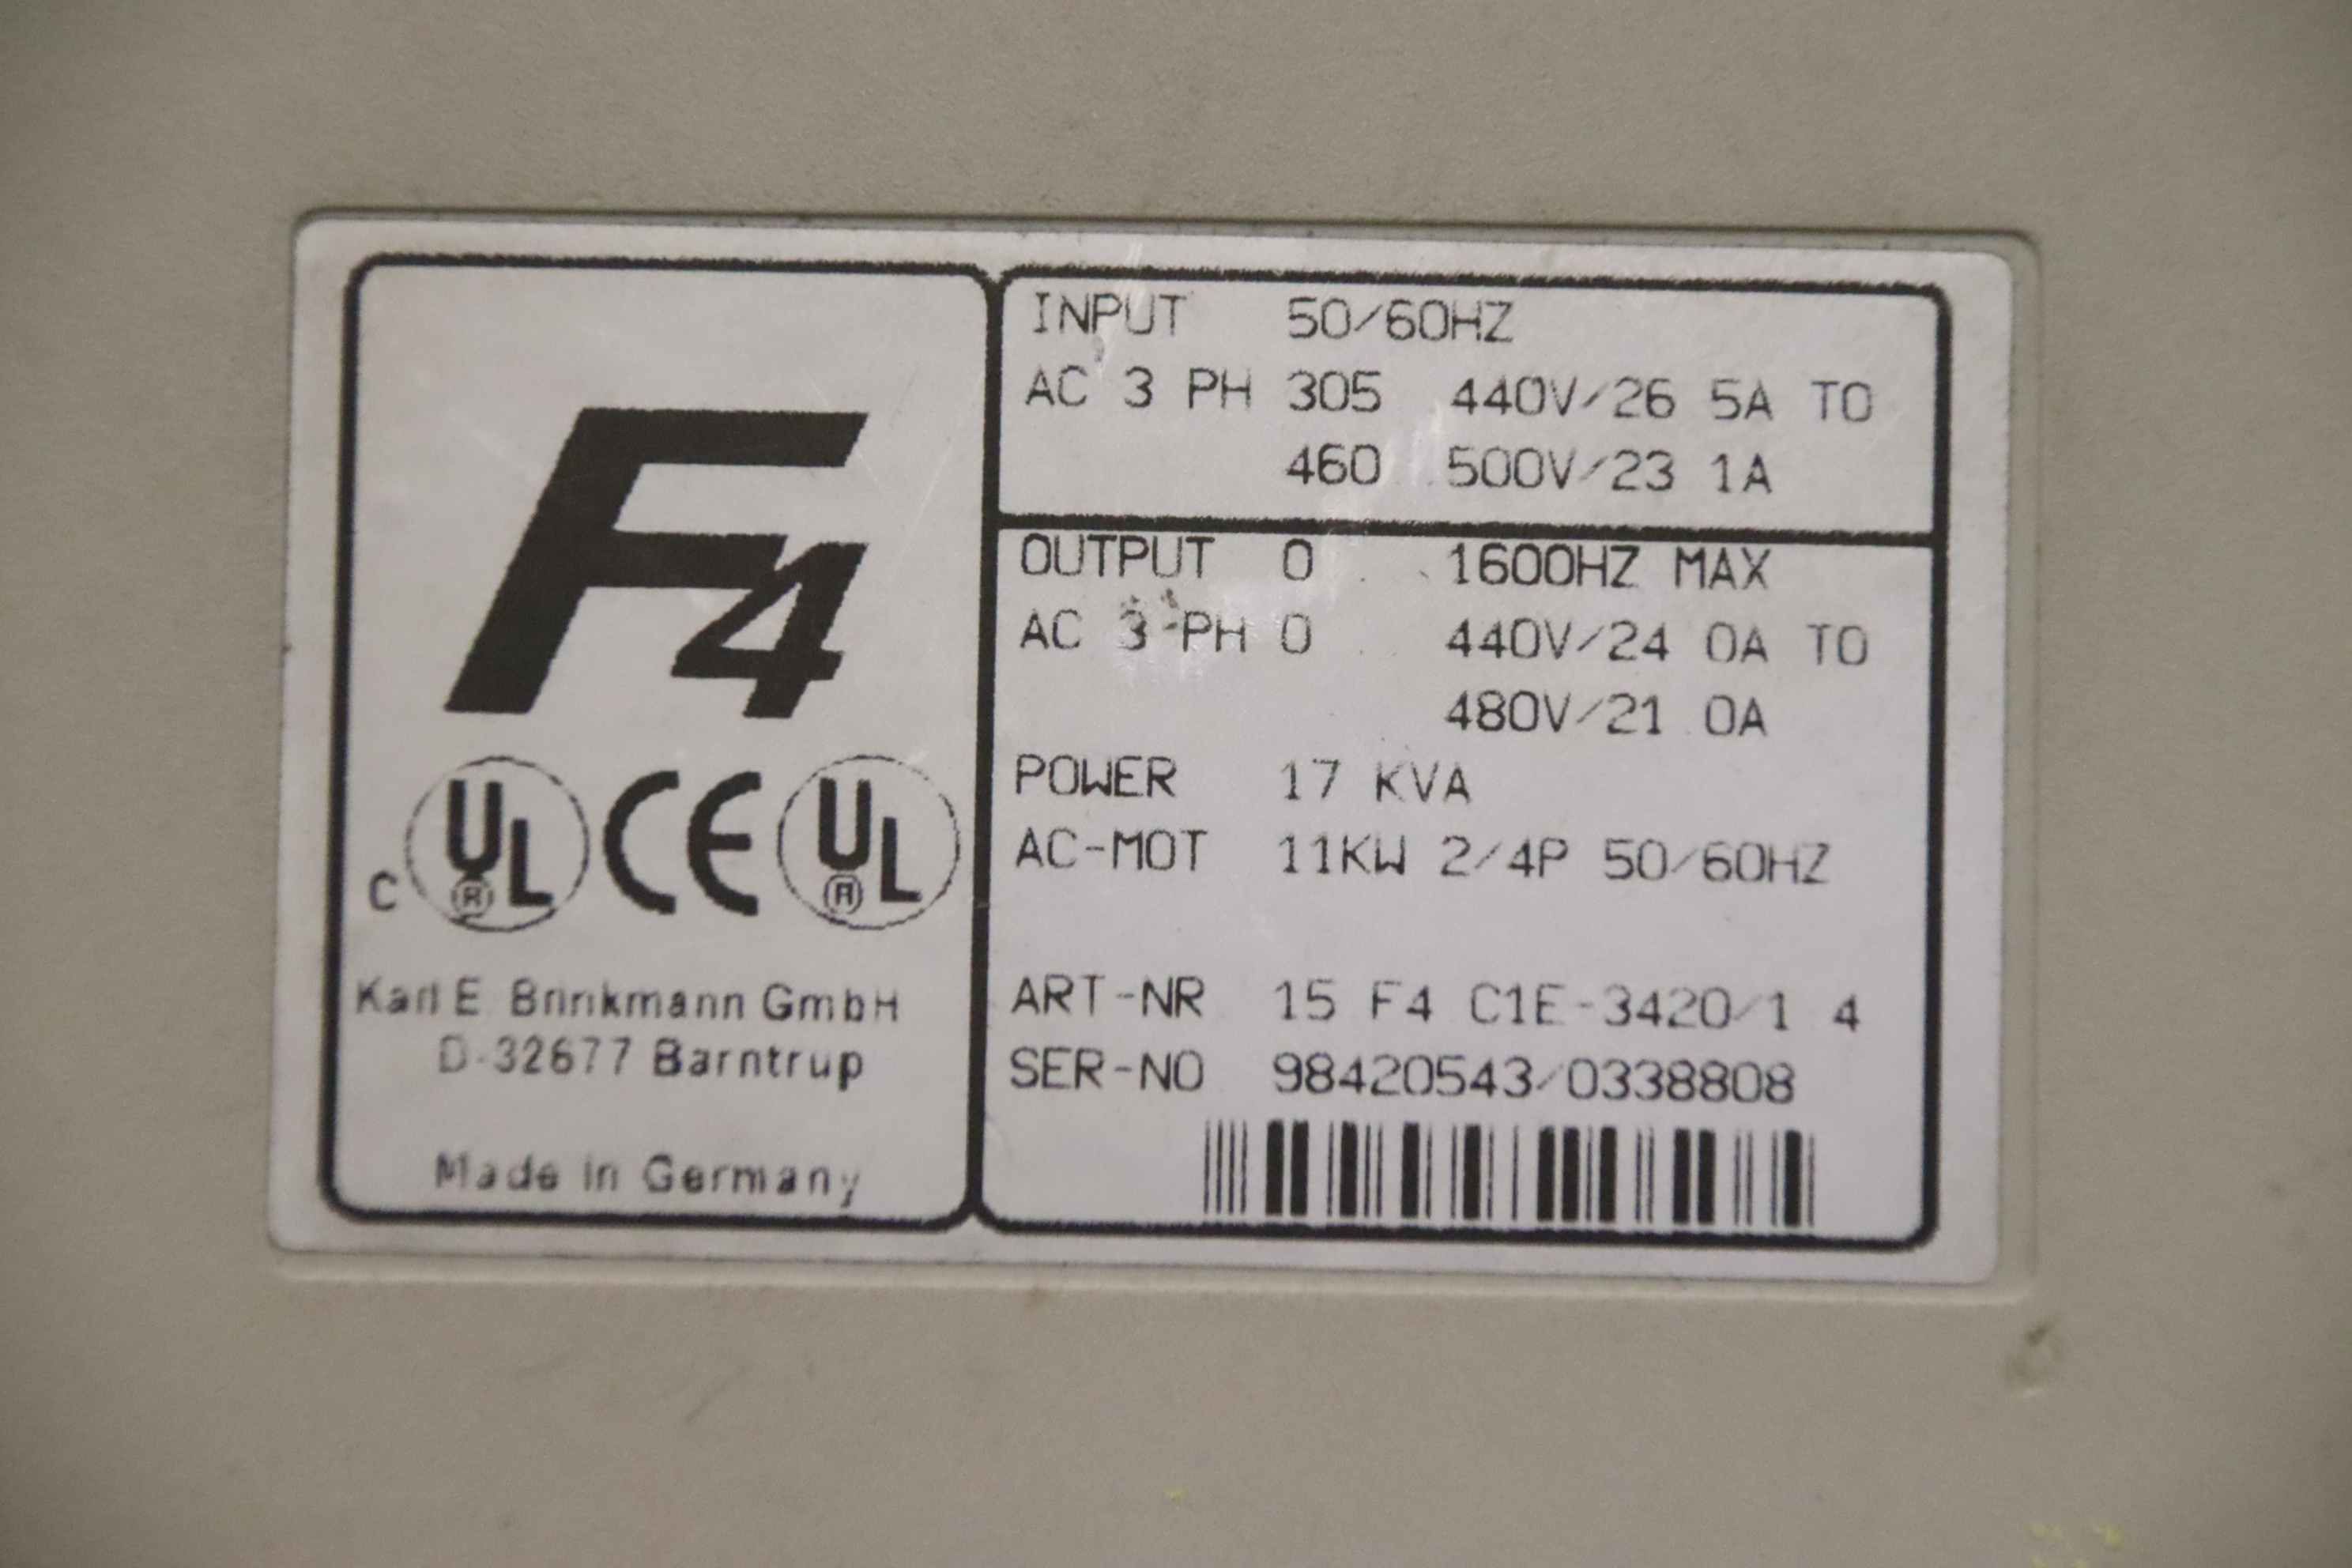 F4
C UL® CE UL®
Karl E Brinkmann GmbH
D-32677 Barntrup
Made in Germany
INPUT 50/60HZ
AC 3 PH 305 440V/26 5A TO
460 500V/23 1A
OUTPUT 0 1600HZ MAX
AC 3 PH 0 440V/24 0A TO
480V/21 0A
POWER 17 KVA
AC-MOT 11KW 2/4P 50/60HZ
ART-NR 15 F4 C1E-3420/1 4
SER-NO 98420543/0338808